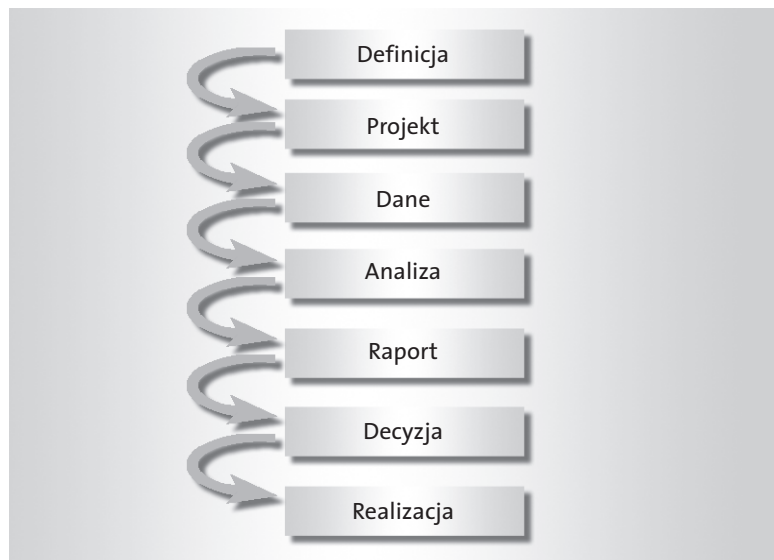 Definicja
Projekt
Dane
Analiza
Raport
Decyzja
Realizacja